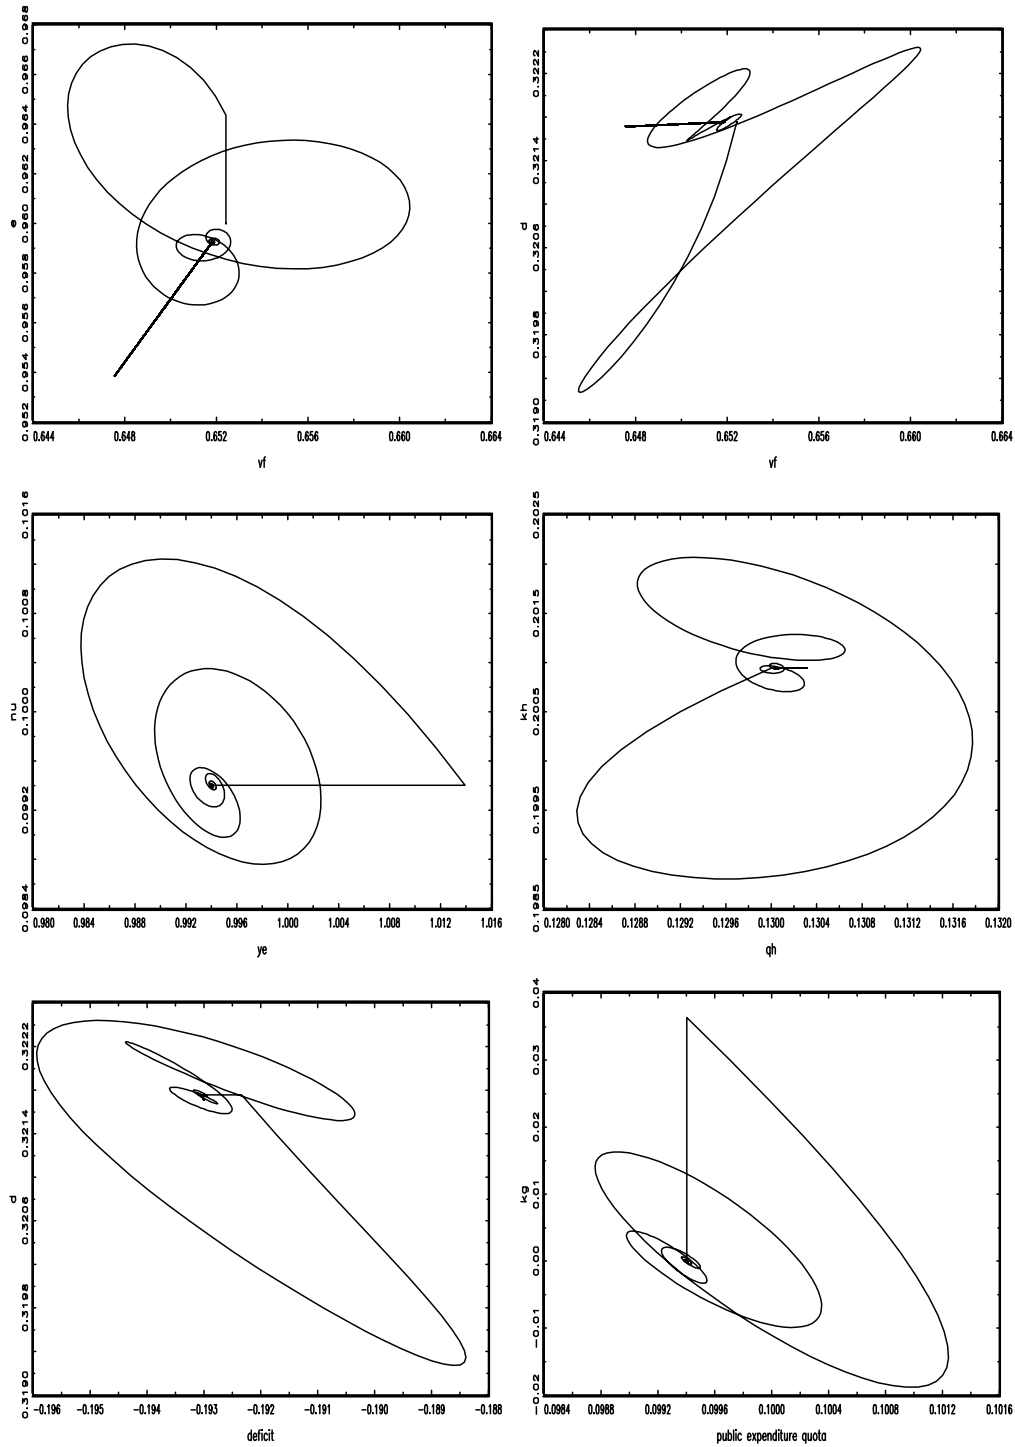 e
0.952 0.954 0.956 0.958 0.960 0.962 0.964 0.966 0.968
0.644 0.648 0.652 0.656 0.660 0.664
vf
d
0.3190 0.3198 0.3206 0.3214 0.3222
0.644 0.648 0.652 0.656 0.660 0.664
vf
nu
0.0984 0.0992 0.1000 0.1008 0.1016
0.980 0.984 0.988 0.992 0.996 1.000 1.004 1.008 1.012 1.016
ye
kh
0.1985 0.1995 0.2005 0.2015 0.2025
0.1280 0.1284 0.1288 0.1292 0.1296 0.1300 0.1304 0.1308 0.1312 0.1316 0.1320
qh
d
0.3190 0.3198 0.3206 0.3214 0.3222
-0.196 -0.195 -0.194 -0.193 -0.192 -0.191 -0.190 -0.189 -0.188
deficit
kg
-0.02 -0.01 0.00 0.01 0.02 0.03 0.04
0.0984 0.0988 0.0992 0.0996 0.1000 0.1004 0.1008 0.1012 0.1016
public expenditure quota